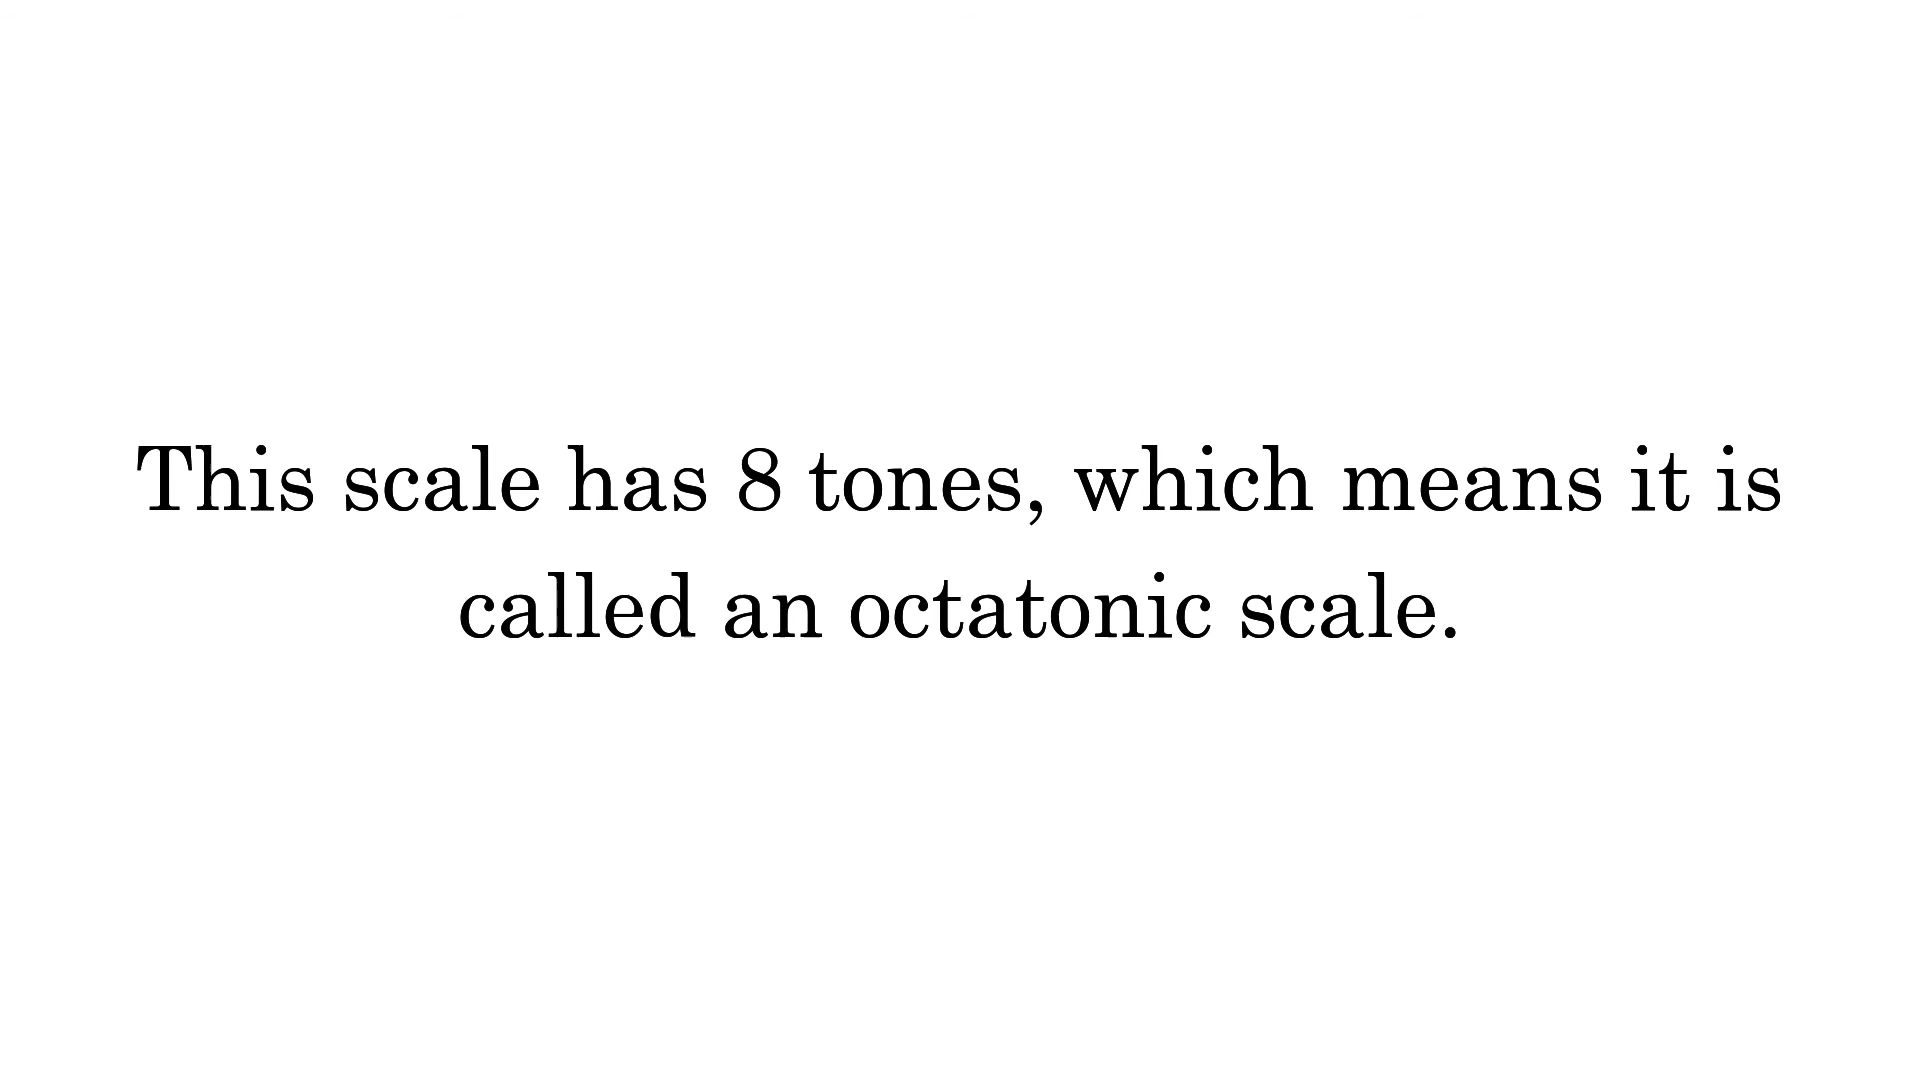 This scale has 8 tones, which means it is
called an octatonic scale.